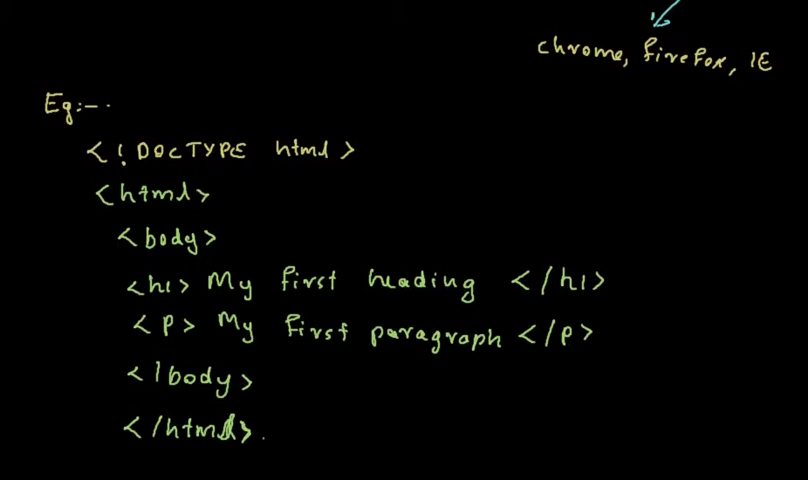 chrome, firefox, IE
Eg:-
<!DOCTYPE html>
<html>
<body>
<h1> My first heading </h1>
<p> My first paragraph </p>
</body>
</html>.